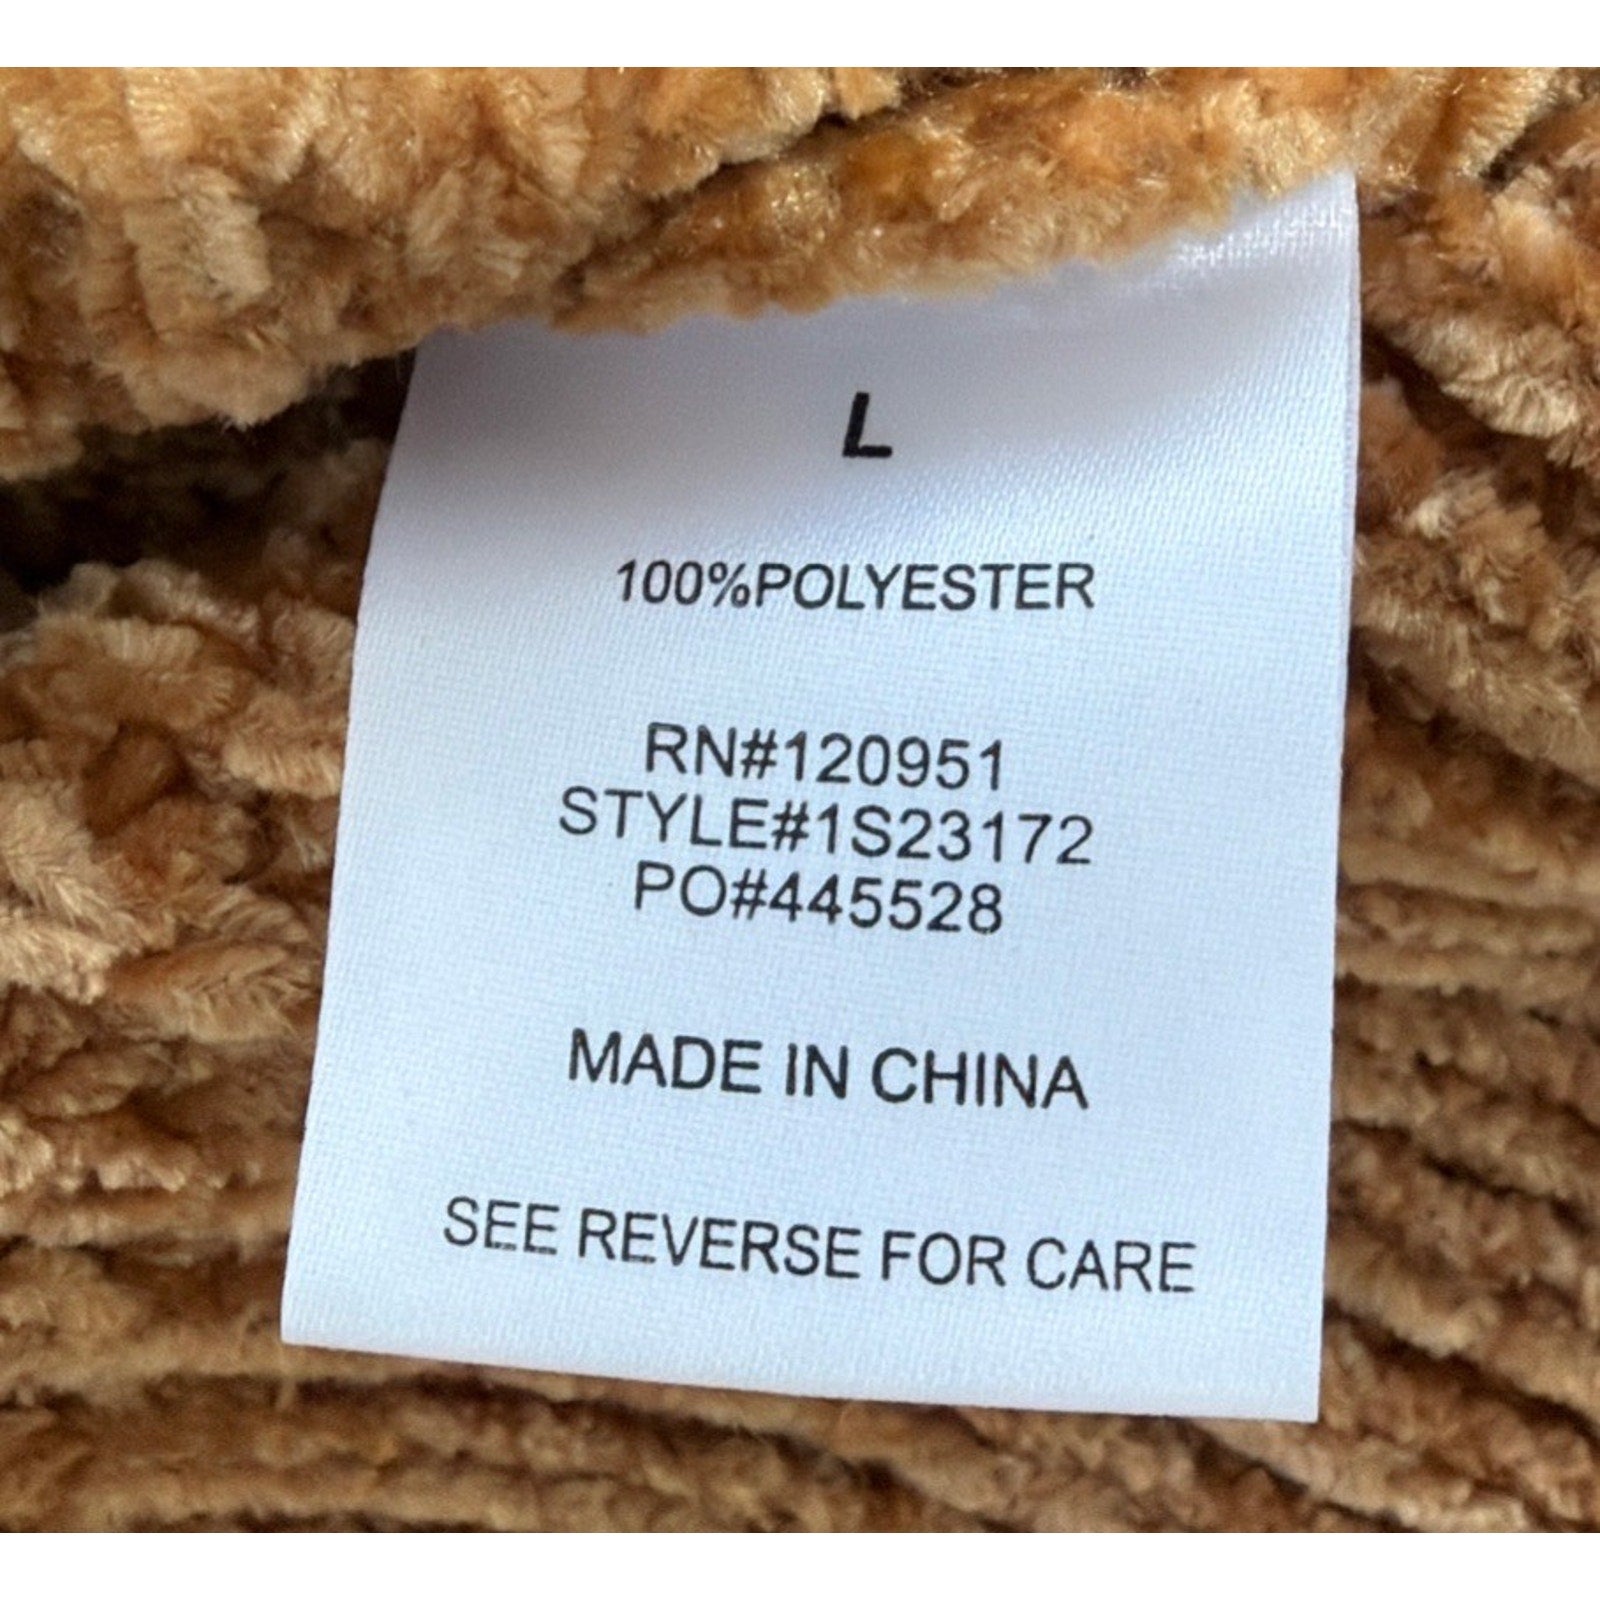 L
100%POLYESTER
RN#120951
STYLE#1S23172
PO#445528
MADE IN CHINA
SEE REVERSE FOR CARE